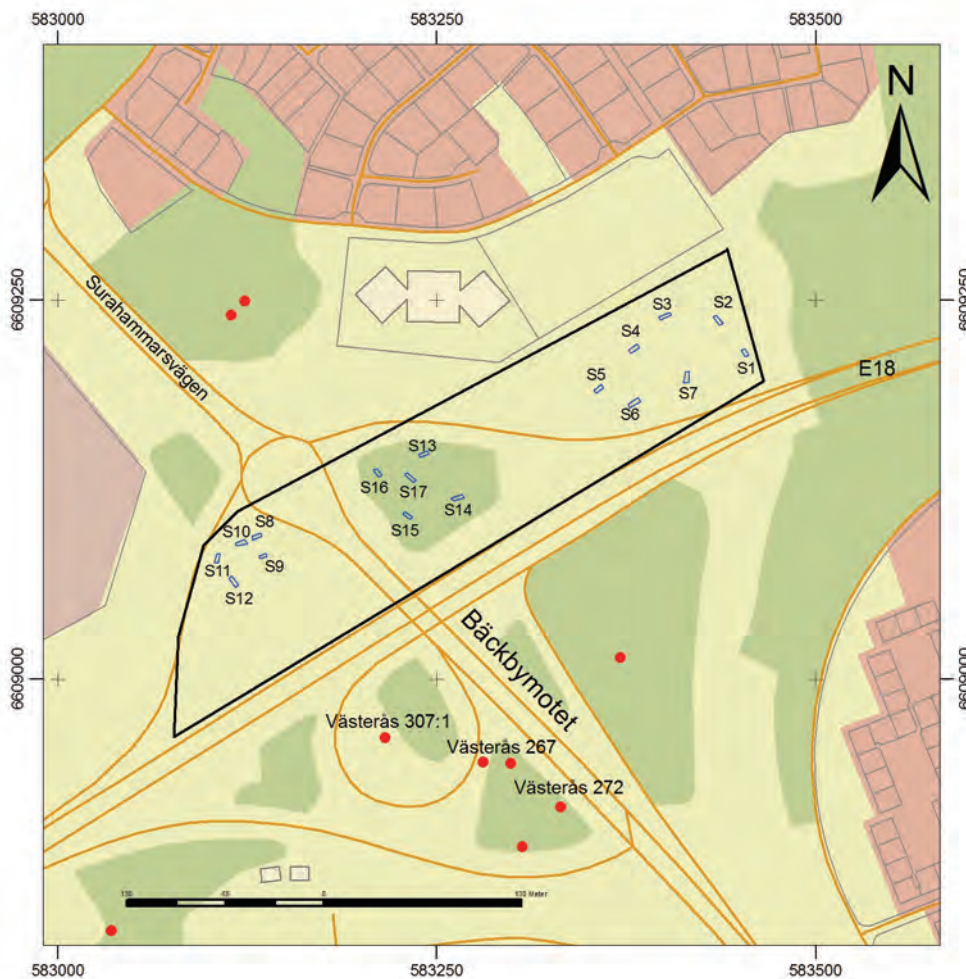 583000
583250
583500
N
6609250
6609250
Surahammarsvägen
S3
S2
S4
S1
E18
S5
S7
S6
S13
S16
S17
S14
S15
S8
S10
S9
S11
S12
6609000
6609000
Bäckbymotet
Västerås 307:1
Västerås 267
Västerås 272
Meter
583000
583250
583500